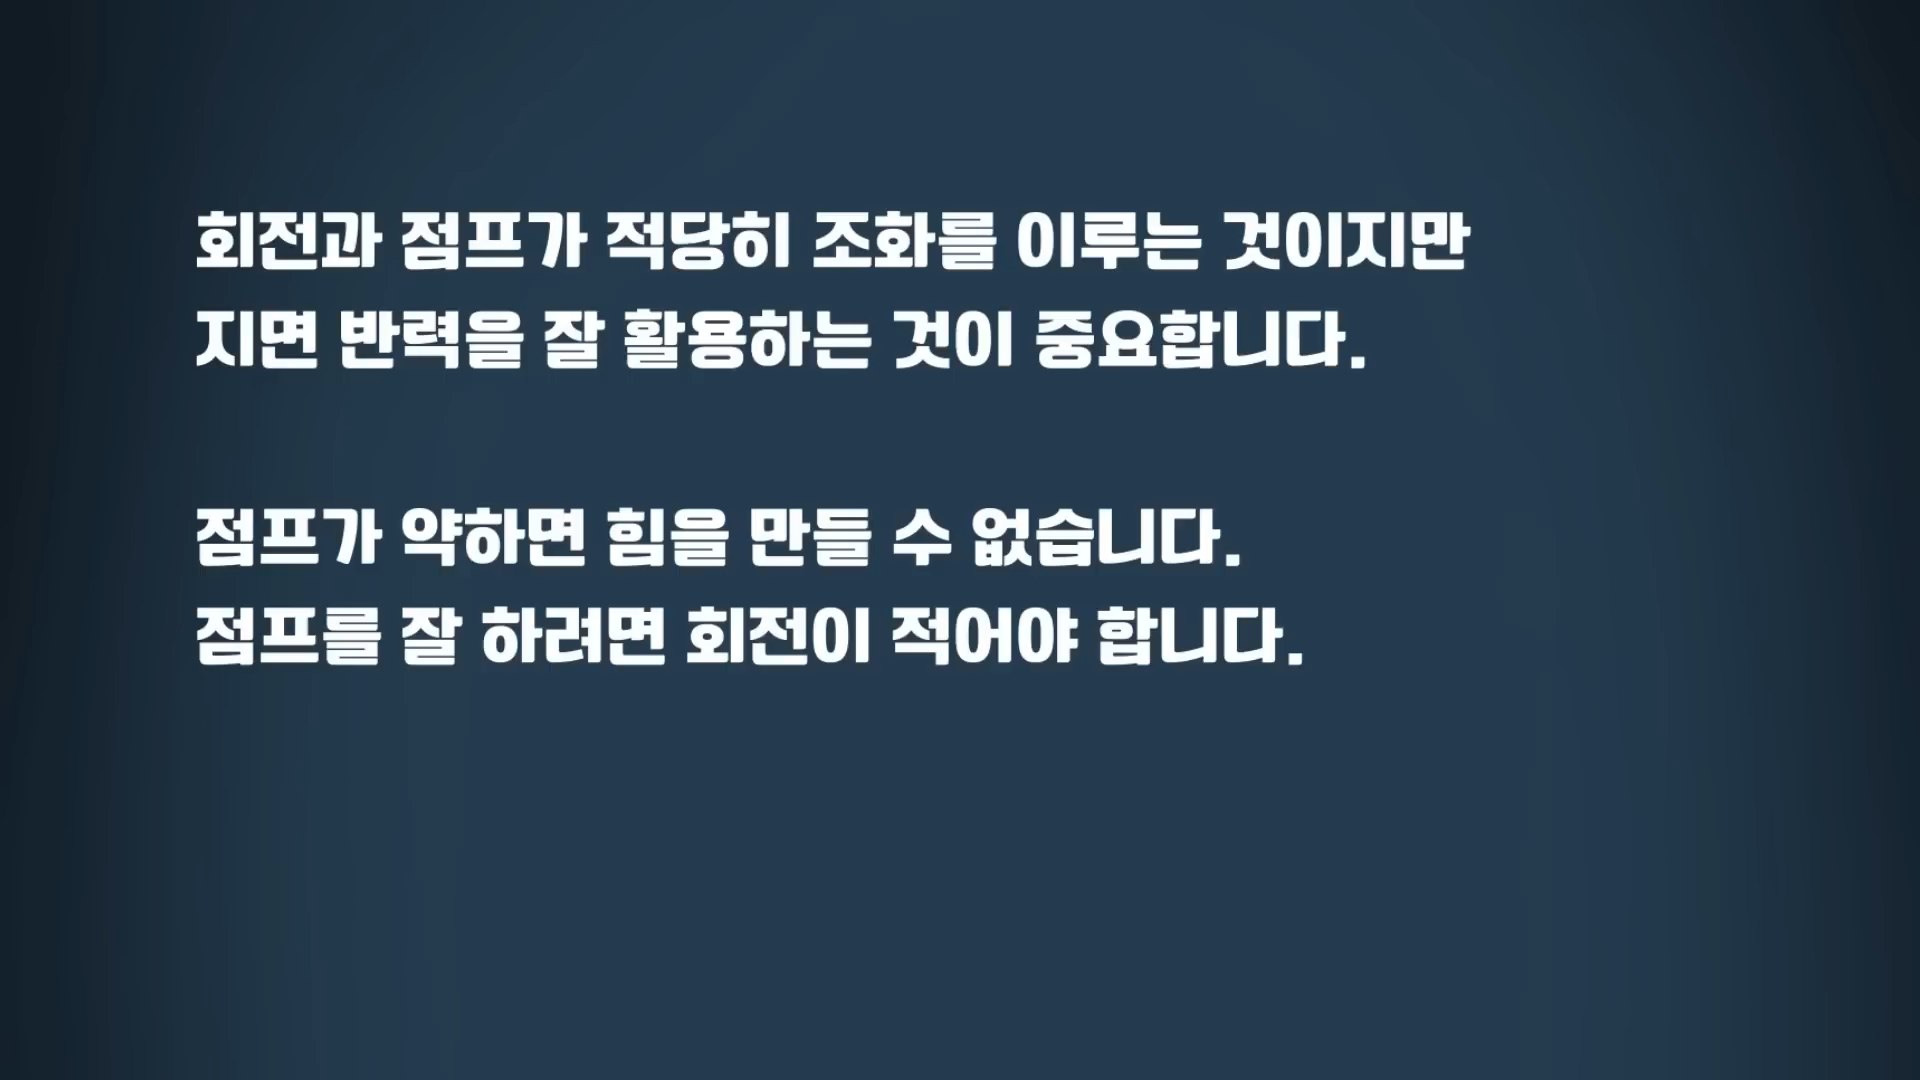 회전과 점프가 적당히 조화를 이루는 것이지만
지면 반력을 잘 활용하는 것이 중요합니다.
점프가 약하면 힘을 만들 수 없습니다.
점프를 잘 하려면 회전이 적어야 합니다.